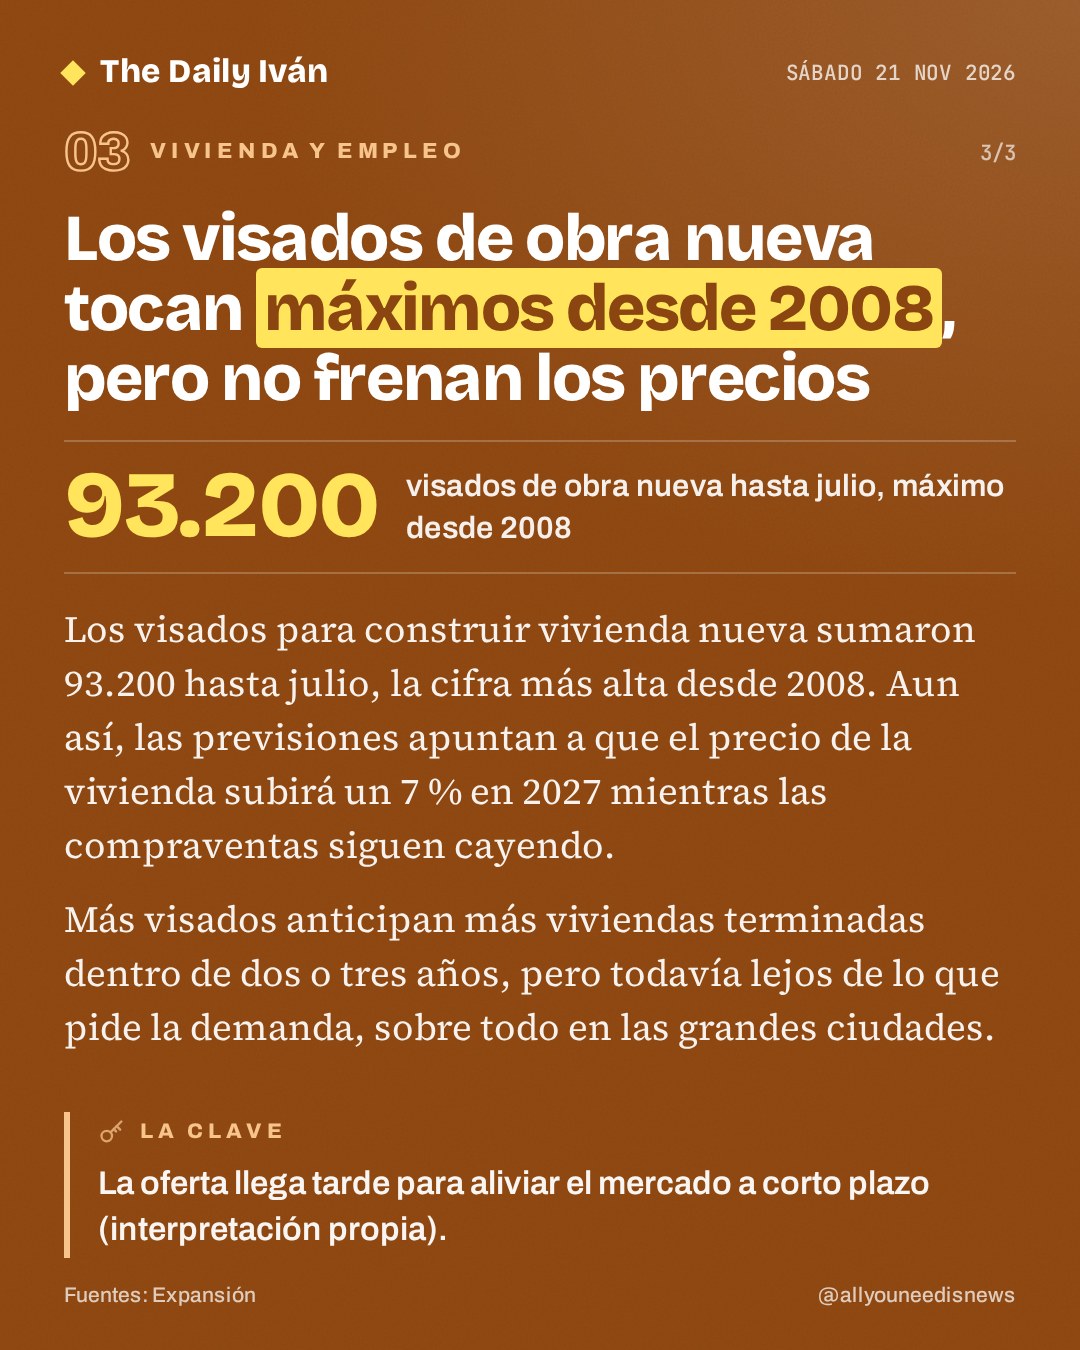 The Daily Iván
SÁBADO 21 NOV 2026
03 VIVIENDA Y EMPLEO
3/3
Los visados de obra nueva
tocan máximos desde 2008,
pero no frenan los precios
93.200
visados de obra nueva hasta julio, máximo
desde 2008
Los visados para construir vivienda nueva sumaron
93.200 hasta julio, la cifra más alta desde 2008. Aun
así, las previsiones apuntan a que el precio de la
vivienda subirá un 7 % en 2027 mientras las
compraventas siguen cayendo.
Más visados anticipan más viviendas terminadas
dentro de dos o tres años, pero todavía lejos de lo que
pide la demanda, sobre todo en las grandes ciudades.
LA CLAVE
La oferta llega tarde para aliviar el mercado a corto plazo
(interpretación propia).
Fuentes: Expansión
@allyouneedisnews